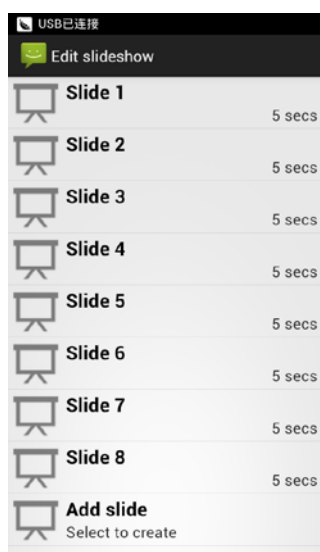 USB已连接
Edit slideshow
Slide 1
5 secs
Slide 2
5 secs
Slide 3
5 secs
Slide 4
5 secs
Slide 5
5 secs
Slide 6
5 secs
Slide 7
5 secs
Slide 8
5 secs
Add slide
Select to create